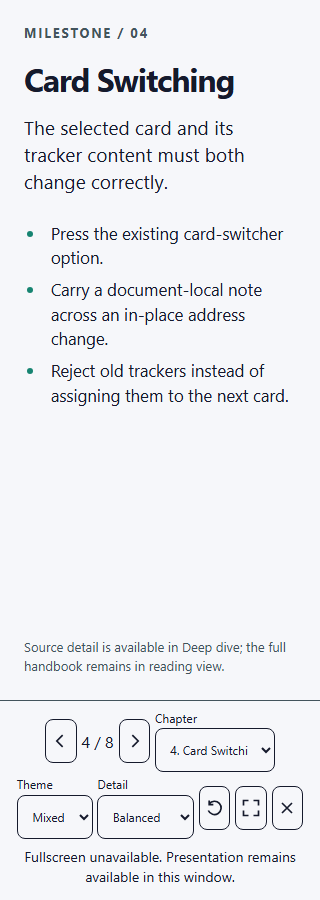 MILESTONE / 04
Card Switching
The selected card and its
tracker content must both
change correctly.
• Press the existing card-switcher
option.
• Carry a document-local note
across an in-place address
change.
• Reject old trackers instead of
assigning them to the next card.
Source detail is available in Deep dive; the full
handbook remains in reading view.
Chapter
4 / 8
4. Card Switchi
Theme
Detail
Mixed
Balanced
Fullscreen unavailable. Presentation remains
available in this window.